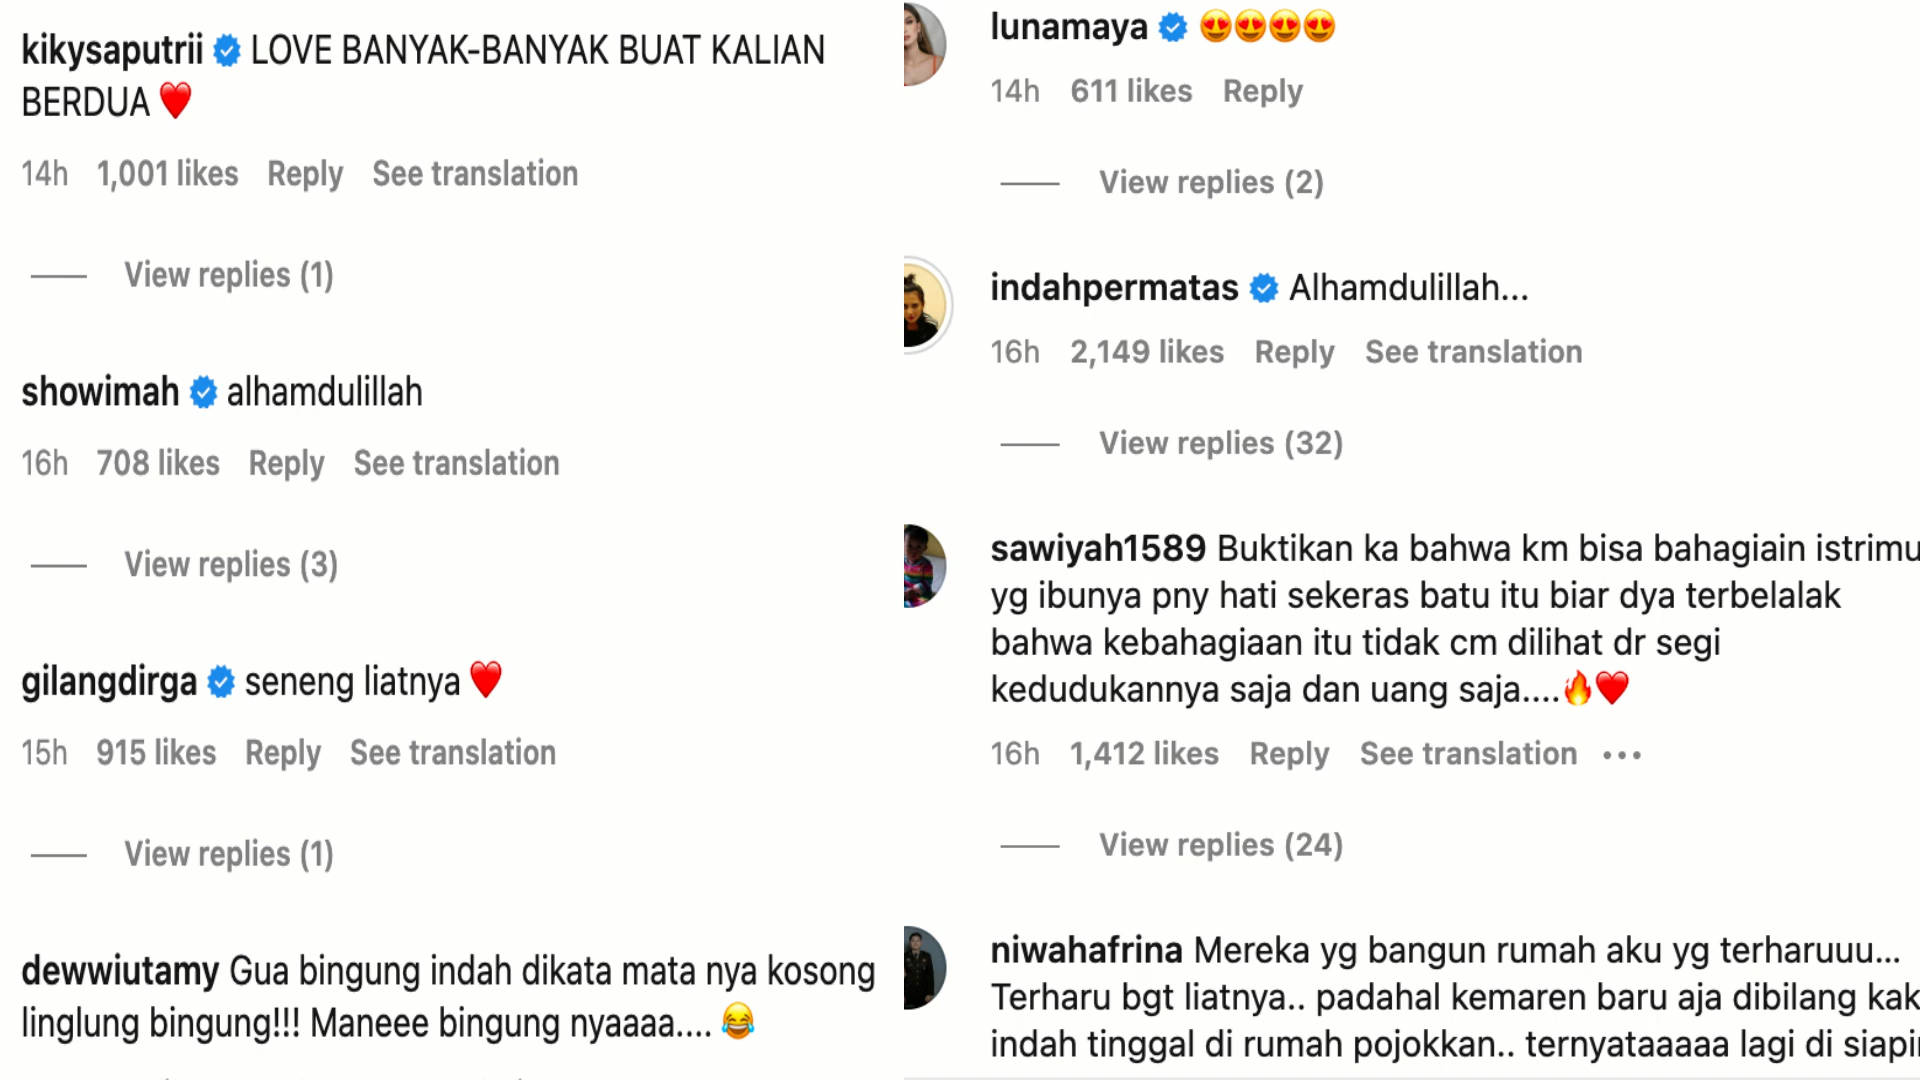 kikysaputrii LOVE BANYAK-BANYAK BUAT KALIAN
BERDUA ❤️
14h 1,001 likes Reply See translation
View replies (1)
showimah alhamdulillah
16h 708 likes Reply See translation
View replies (3)
gilangdirga seneng liatnya ❤️
15h 915 likes Reply See translation
View replies (1)
dewwiutamy Gua bingung indah dikata mata nya kosong
linglung bingung!!! Maneee bingung nyaaaa.... 😂
lunamaya 😍😍😍😍
14h 611 likes Reply
View replies (2)
indahpermatas Alhamdulillah...
16h 2,149 likes Reply See translation
View replies (32)
sawiyah1589 Buktikan ka bahwa km bisa bahagiain istrimu
yg ibunya pny hati sekeras batu itu biar dya terbelalak
bahwa kebahagiaan itu tidak cm dilihat dr segi
kedudukannya saja dan uang saja....🔥❤️
16h 1,412 likes Reply See translation •••
View replies (24)
niwahafrina Mereka yg bangun rumah aku yg terharuuu...
Terharu bgt liatnya.. padahal kemaren baru aja dibilang kak
indah tinggal di rumah pojokkan.. ternyataaaaa lagi di